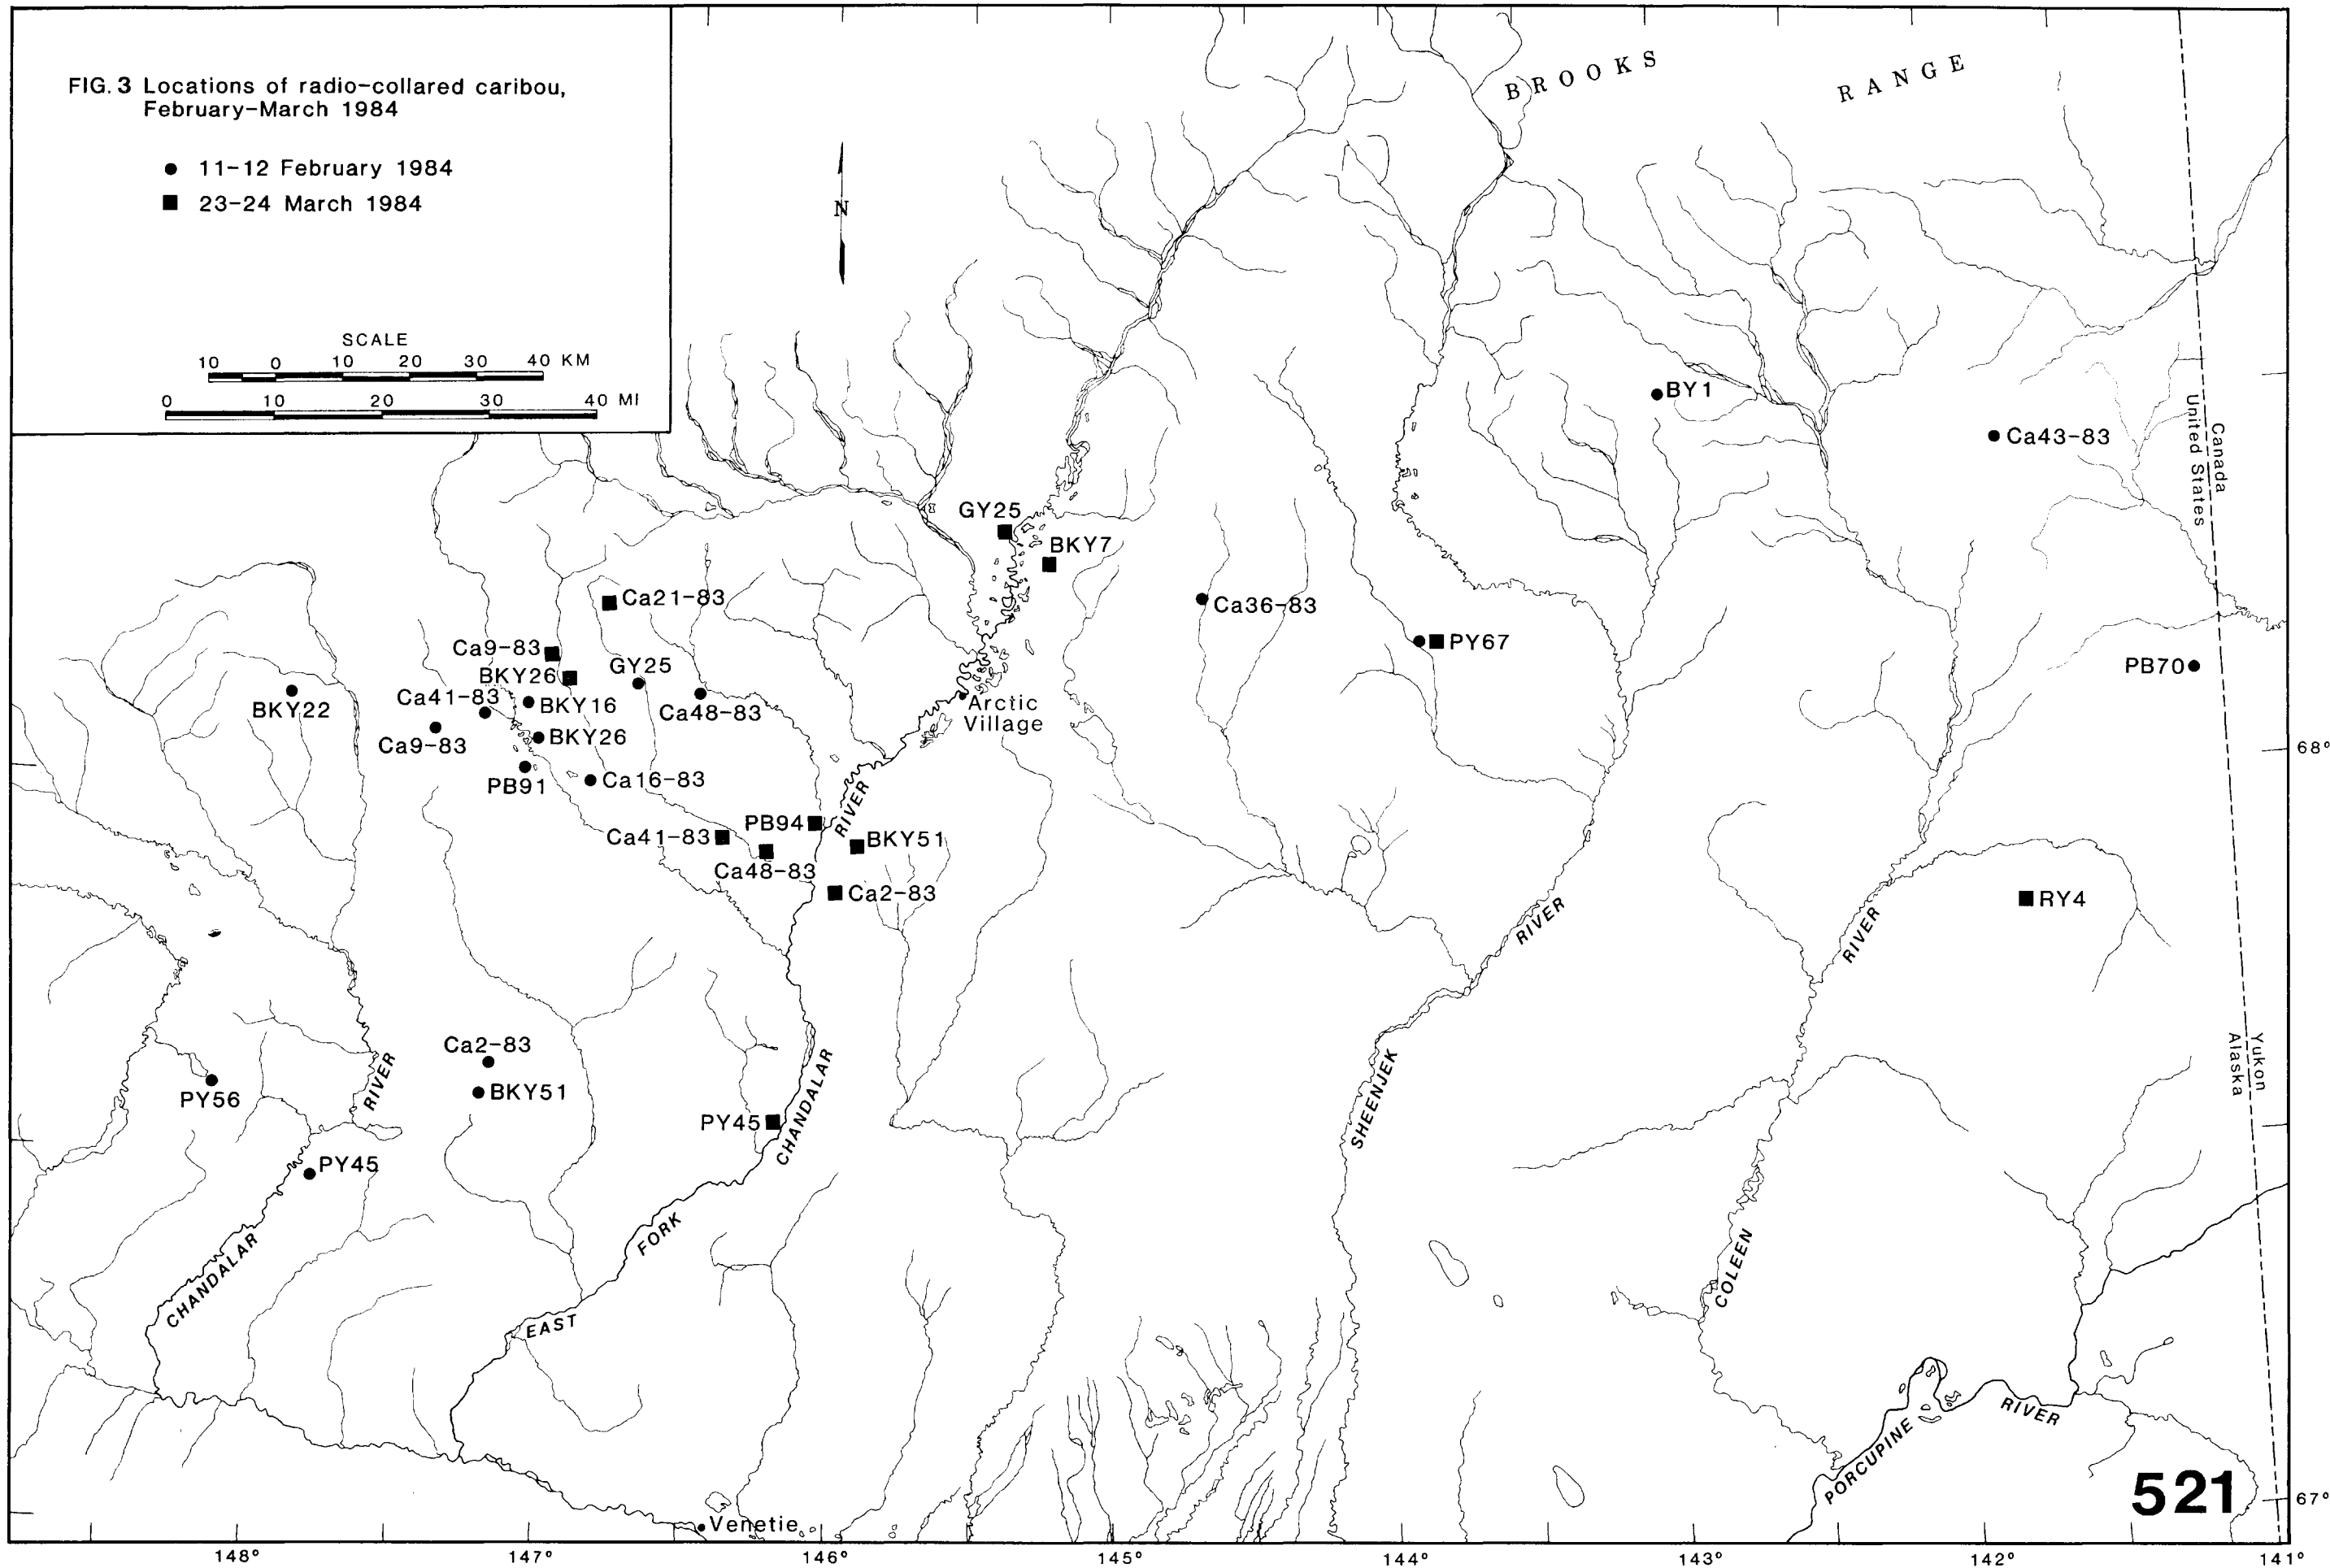 FIG. 3 Locations of radio-collared caribou,
February-March 1984
11-12 February 1984
23-24 March 1984
SCALE
10 0 10 20 30 40 KM
0 10 20 30 40 MI
N
BROOKS RANGE
BY1
Ca43-83
Canada
United States
GY25
BKY7
Ca21-83
Ca36-83
Ca9-83
PY67
BKY26
GY25
PB70
BKY22
Ca41-83
BKY16
Ca48-83
Arctic
Village
Ca9-83
BKY26
68°
PB91
Ca16-83
RIVER
Ca41-83
PB94
BKY51
Ca48-83
Ca2-83
RIVER
RIVER
RY4
Ca2-83
Yukon
Alaska
PY56
RIVER
BKY51
CHANDALAR
SHEENJEK
PY45
PY45
CHANDALAR
FORK
COLEEN
EAST
PORCUPINE
RIVER
521
67°
Venetie
148° 147° 146° 145° 144° 143° 142° 141°